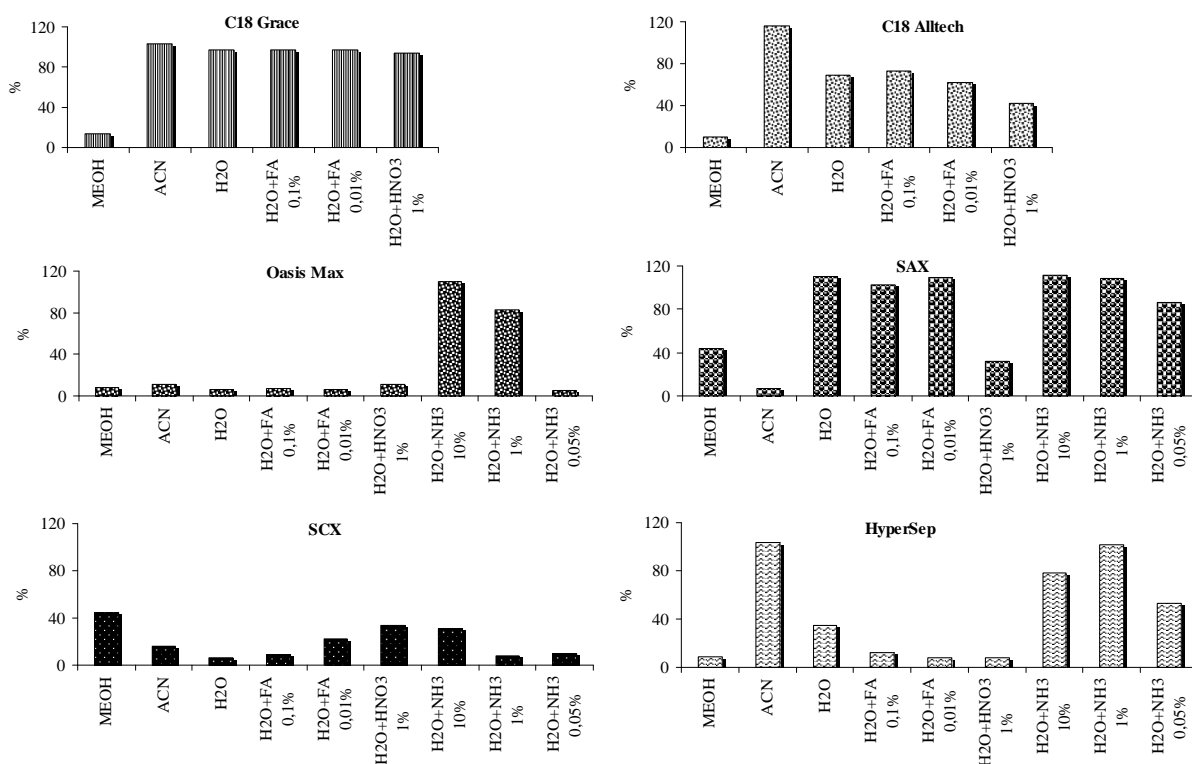 C18 Grace
120
80
40
0
%
MEOH
ACN
H2O
H2O+FA
0,1%
H2O+FA
0,01%
H2O+HNO3
1%
C18 Alltech
120
80
40
0
%
MEOH
ACN
H2O
H2O+FA
0,1%
H2O+FA
0,01%
H2O+HNO3
1%
Oasis Max
120
80
40
0
%
MEOH
ACN
H2O
H2O+FA
0,1%
H2O+FA
0,01%
H2O+HNO3
1%
H2O+NH3
10%
H2O+NH3
1%
H2O+NH3
0,05%
SAX
120
80
40
0
%
MEOH
ACN
H2O
H2O+FA
0,1%
H2O+FA
0,01%
H2O+HNO3
1%
H2O+NH3
10%
H2O+NH3
1%
H2O+NH3
0,05%
SCX
120
80
40
0
%
MEOH
ACN
H2O
H2O+FA
0,1%
H2O+FA
0,01%
H2O+HNO3
1%
H2O+NH3
10%
H2O+NH3
1%
H2O+NH3
0,05%
HyperSep
120
80
40
0
%
MEOH
ACN
H2O
H2O+FA
0,1%
H2O+FA
0,01%
H2O+HNO3
1%
H2O+NH3
10%
H2O+NH3
1%
H2O+NH3
0,05%